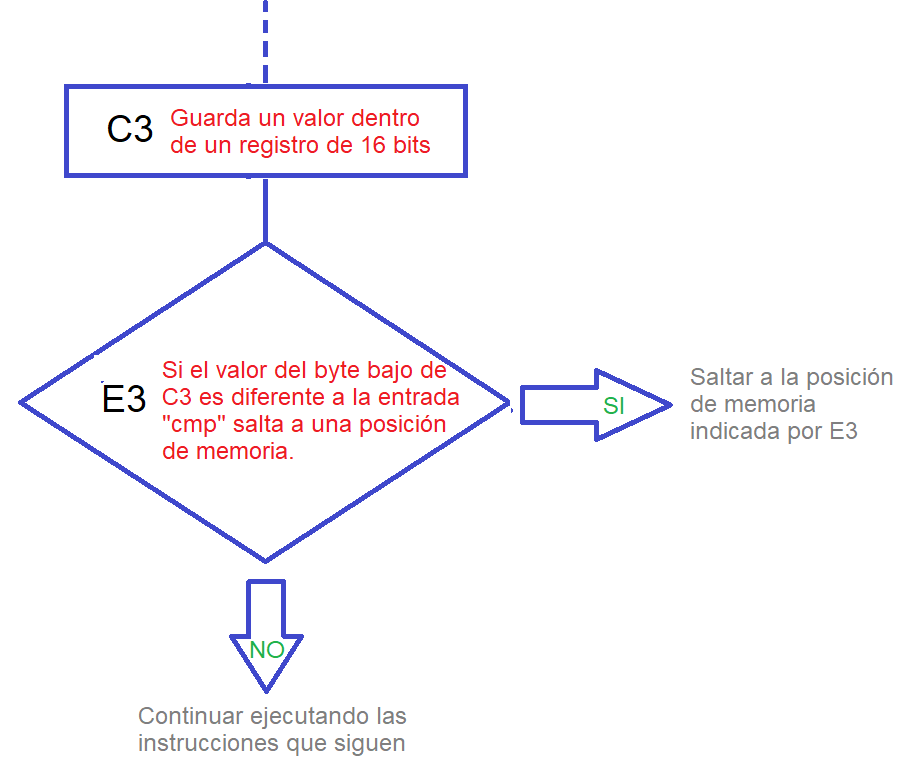 C3 Guarda un valor dentro
de un registro de 16 bits
Si el valor del byte bajo de
E3 C3 es diferente a la entrada
"cmp" salta a una posición
de memoria.
SI
Saltar a la posición
de memoria
indicada por E3
NO
Continuar ejecutando las
instrucciones que siguen